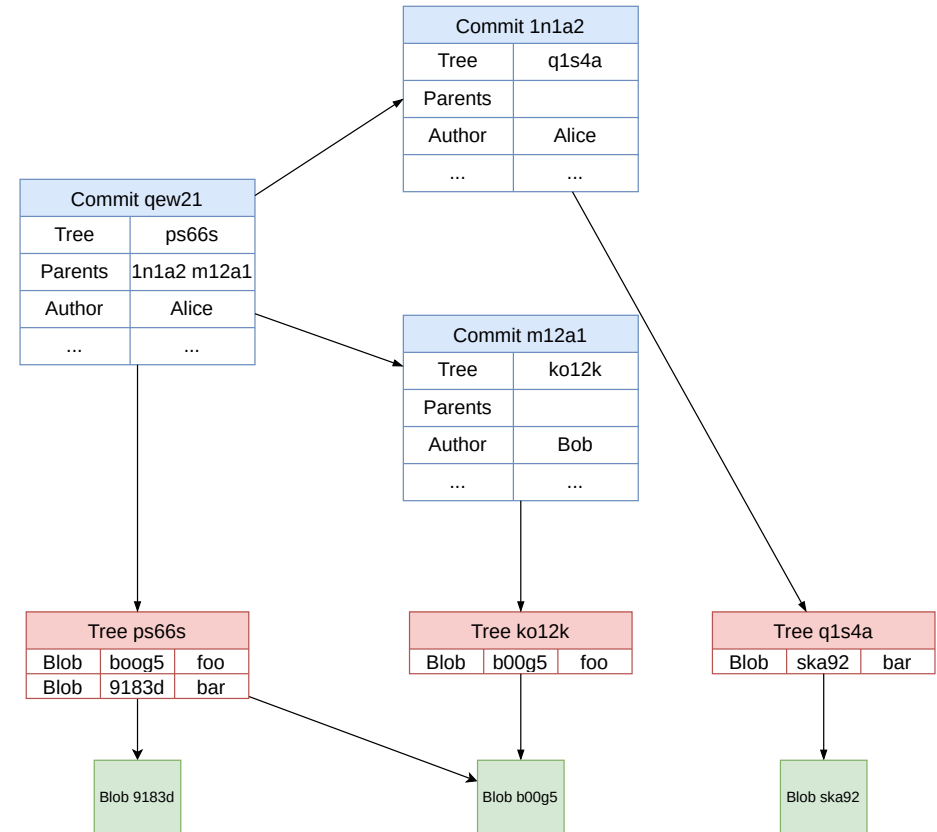 Commit 1n1a2
Tree q1s4a
Parents
Author Alice
... ...
Commit qew21
Tree ps66s
Parents 1n1a2 m12a1
Author Alice
... ...
Commit m12a1
Tree ko12k
Parents
Author Bob
... ...
Tree ps66s
Blob boog5 foo
Blob 9183d bar
Tree ko12k
Blob b00g5 foo
Tree q1s4a
Blob ska92 bar
Blob 9183d
Blob b00g5
Blob ska92